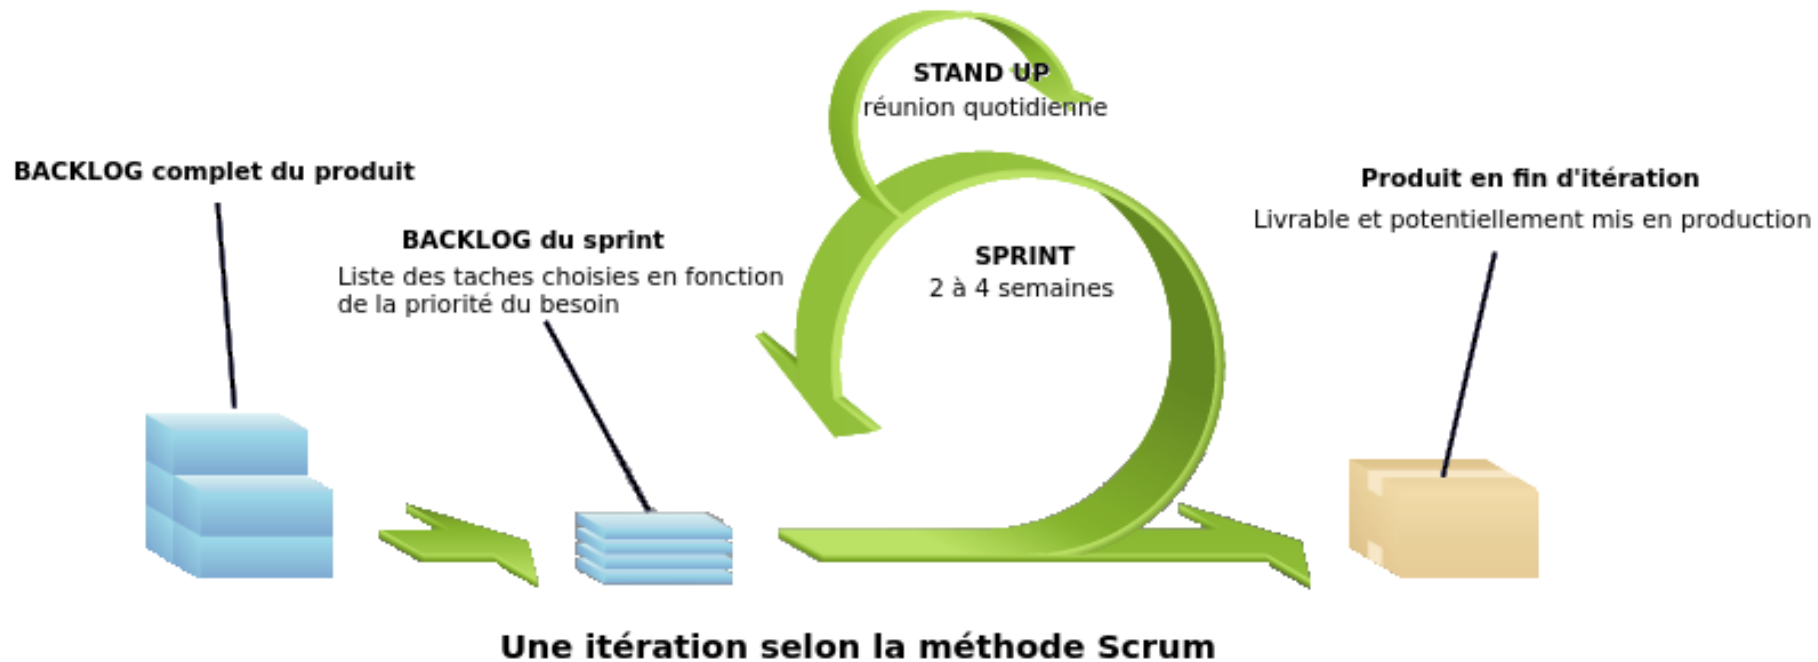 STAND UP
réunion quotidienne
BACKLOG complet du produit
Produit en fin d'itération
Livrable et potentiellement mis en production
BACKLOG du sprint
Liste des taches choisies en fonction
de la priorité du besoin
SPRINT
2 à 4 semaines
Une itération selon la méthode Scrum